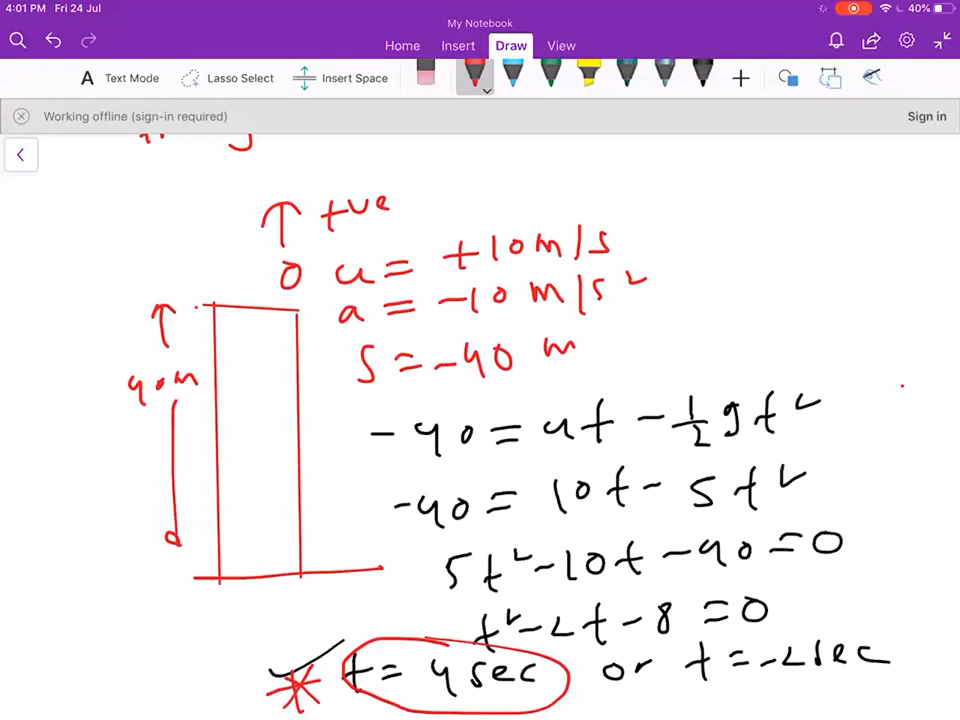 4:01 PM Fri 24 Jul
40%
My Notebook
Home Insert Draw View
A Text Mode Lasso Select Insert Space
Working offline (sign-in required) Sign in
↑ +ve
u = +10 m/s
a = -10 m/s²
s = -40 m
40m
-40 = ut - 1/2 gt²
-40 = 10t - 5t²
5t² - 10t - 40 = 0
t² - 2t - 8 = 0
t = 4 sec or t = -2 sec